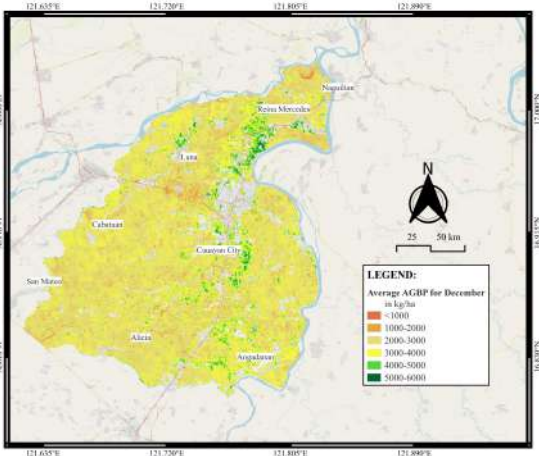 121.635°E 121.720°E 121.805°E 121.890°E
Naguilian
Reina Mercedes
17.000°N
Luna
N
Cabatuan
25 50 km
Cauayan City
San Mateo
LEGEND:
Average AGBP for December
in kg/ha
<1000
1000-2000
2000-3000
3000-4000
4000-5000
5000-6000
Alicia
Angadanan
121.635°E 121.720°E 121.805°E 121.890°E